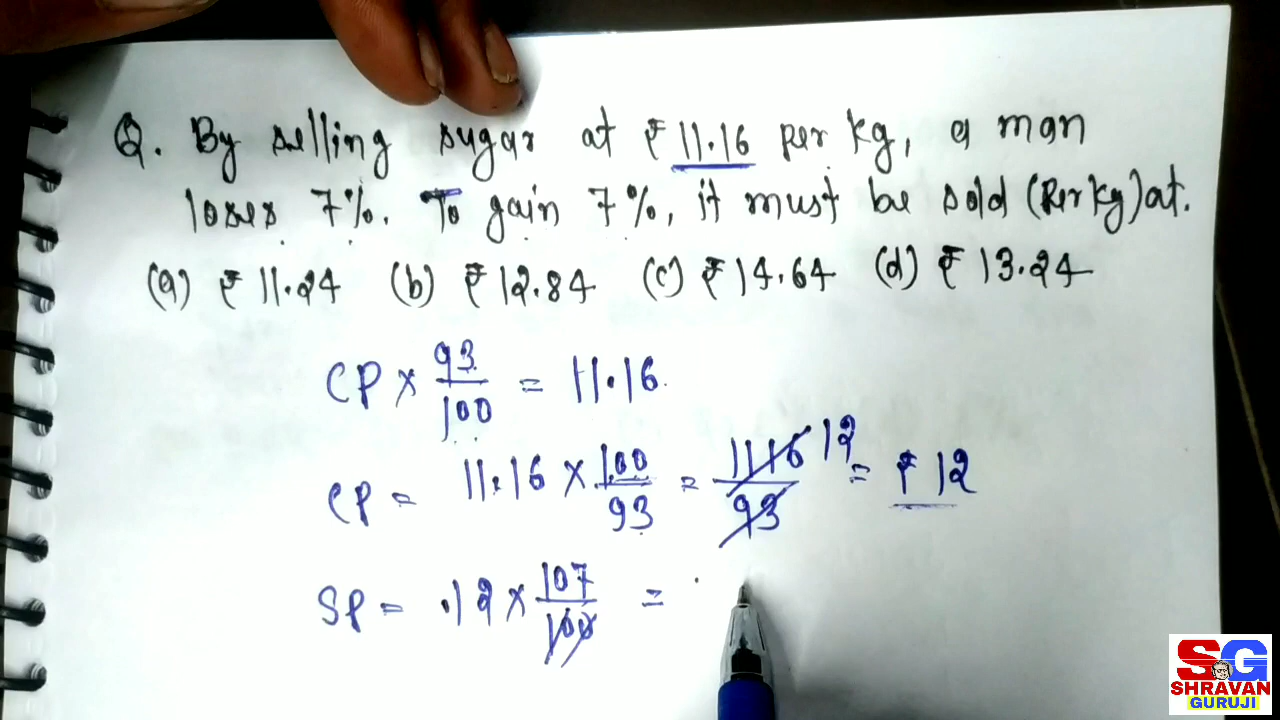 Q. By selling sugar at ₹ 11.16 per kg, a man
loses 7%. To gain 7%, it must be sold (Per kg) at.
(a) ₹ 11.24 (b) ₹ 12.84 (c) ₹ 14.64 (d) ₹ 13.24
CP × 93/100 = 11.16
CP = 11.16 × 100/93 = 1116/93 12 = ₹ 12
SP = .12 × 107/100 =
SG
SHRAVAN
GURUJI